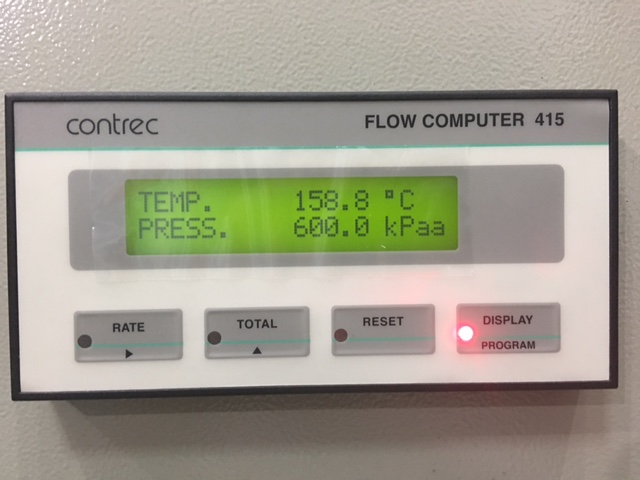 contrec FLOW COMPUTER 415
TEMP. 158.8 °C
PRESS. 600.0 kPaa
RATE TOTAL RESET DISPLAY
PROGRAM